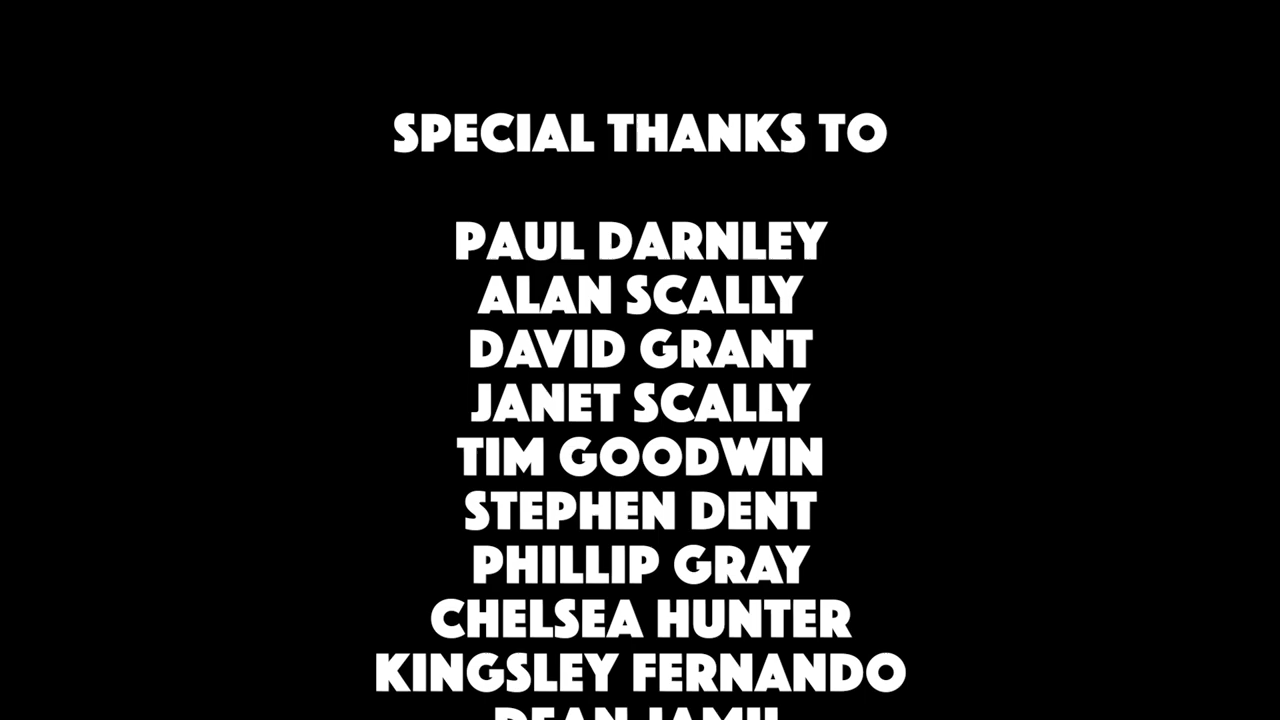 SPECIAL THANKS TO
PAUL DARNLEY
ALAN SCALLY
DAVID GRANT
JANET SCALLY
TIM GOODWIN
STEPHEN DENT
PHILLIP GRAY
CHELSEA HUNTER
KINGSLEY FERNANDO